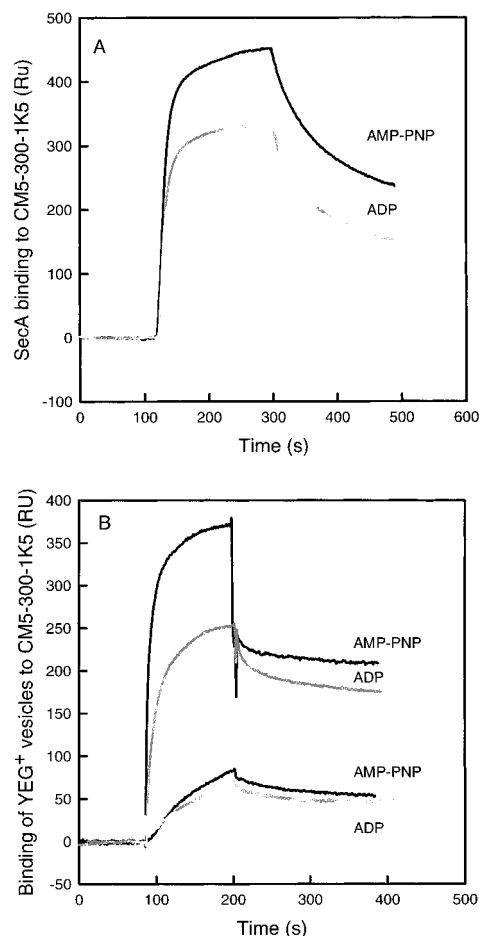 A
SecA binding to CM5-300-1K5 (Ru)
500
400
300
200
100
0
-100
AMP-PNP
ADP
0 100 200 300 400 500 600
Time (s)
B
Binding of YEG+ vesicles to CM5-300-1K5 (RU)
400
350
300
250
200
150
100
50
0
-50
AMP-PNP
ADP
AMP-PNP
ADP
0 100 200 300 400 500
Time (s)